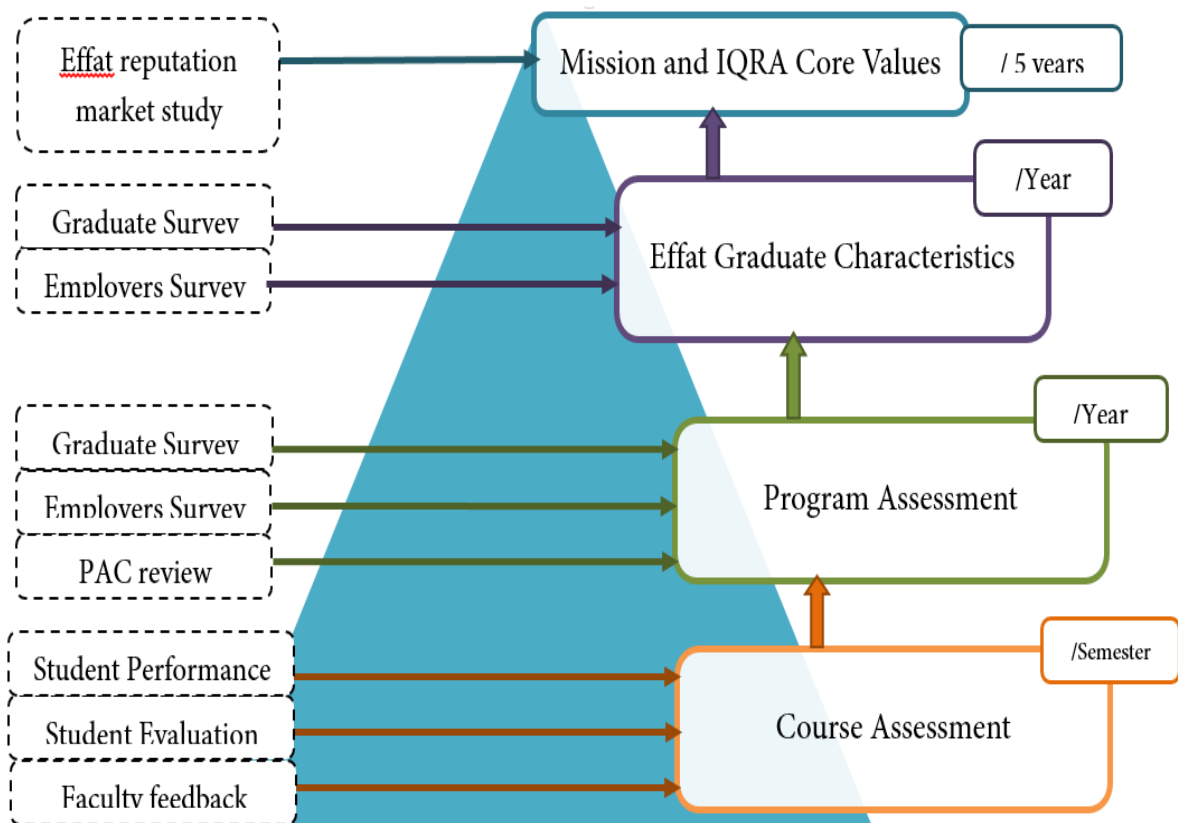 Effat reputation
market study
Mission and IQRA Core Values
/ 5 years
Graduate Survey
Employers Survey
/Year
Effat Graduate Characteristics
Graduate Survey
Employers Survey
PAC review
/Year
Program Assessment
Student Performance
Student Evaluation
Faculty feedback
/Semester
Course Assessment